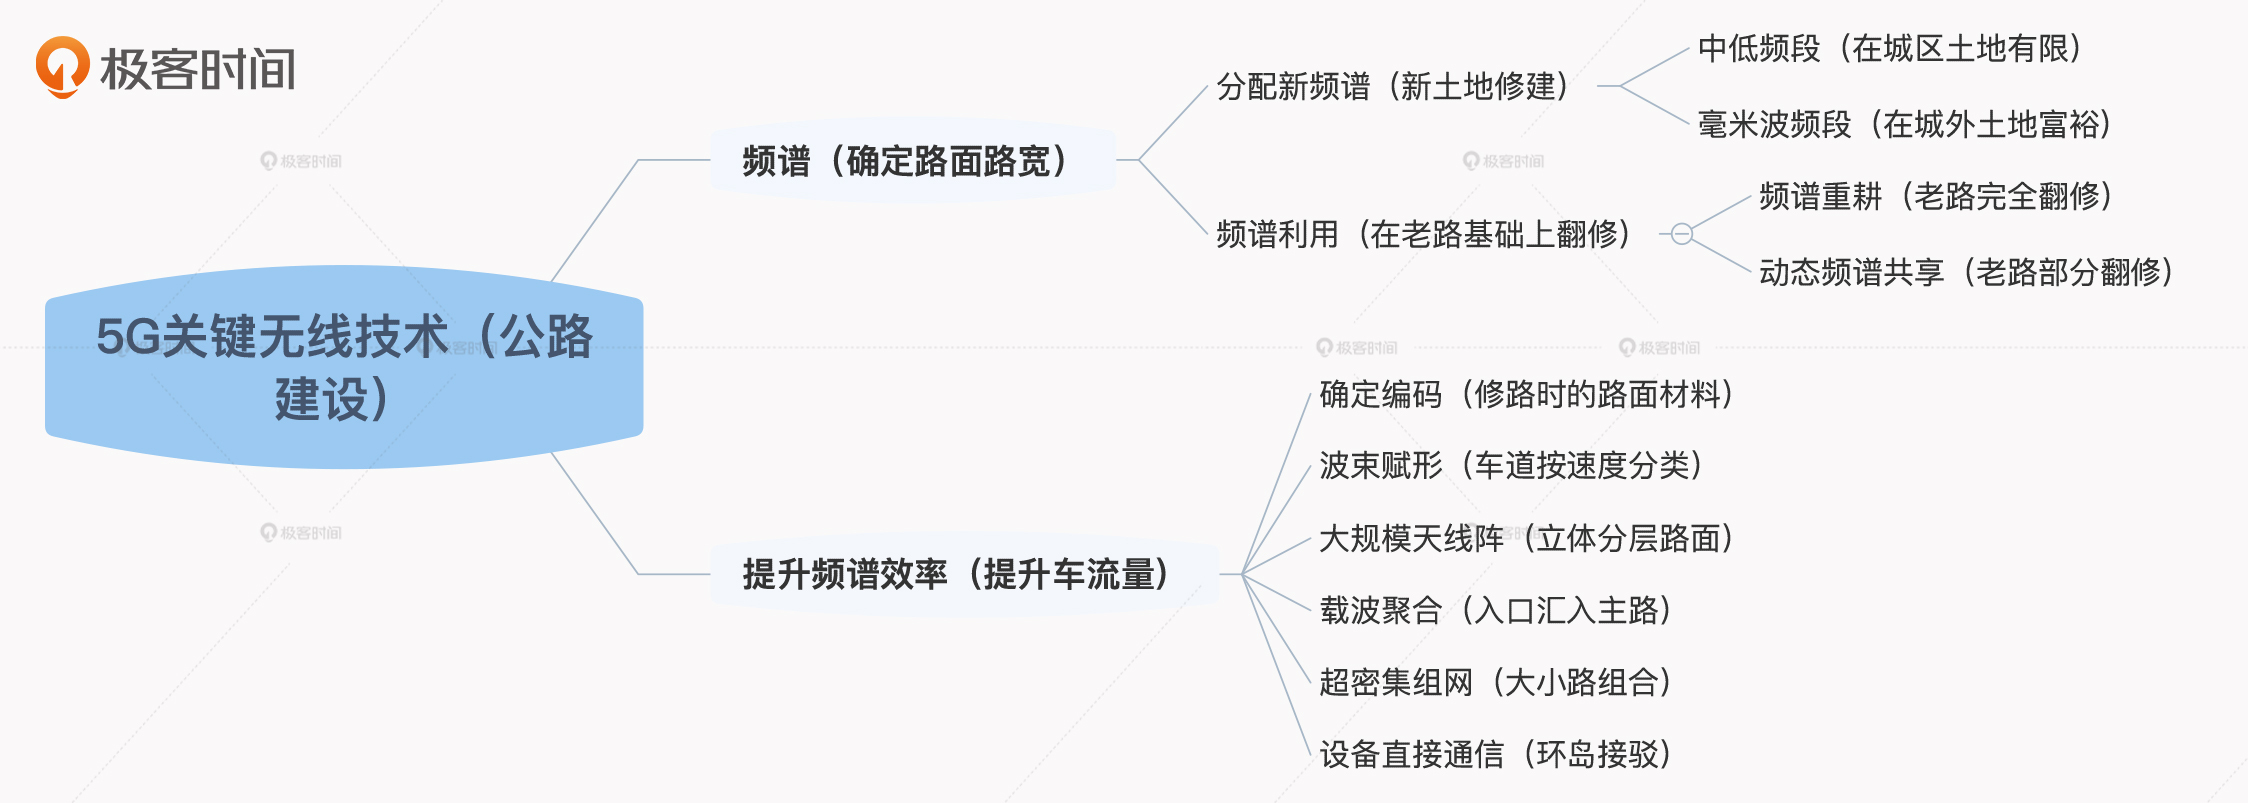 极客时间
中低频段（在城区土地有限）
分配新频谱（新土地修建）
毫米波频段（在城外土地富裕）
频谱（确定路面路宽）
极客时间
极客时间
频谱重耕（老路完全翻修）
频谱利用（在老路基础上翻修）
动态频谱共享（老路部分翻修）
5G关键无线技术（公路
建设）
极客时间
极客时间
极客时间
极客时间
确定编码（修路时的路面材料）
波束赋形（车道按速度分类）
极客时间
大规模天线阵（立体分层路面）
极客时间
提升频谱效率（提升车流量）
载波聚合（入口汇入主路）
超密集组网（大小路组合）
设备直接通信（环岛接驳）